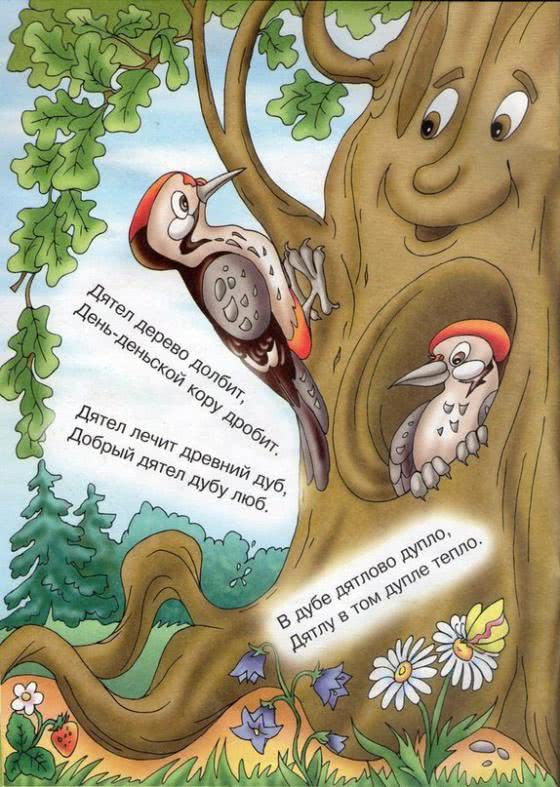 Дятел дерево долбит,
День-деньской кору дробит.
Дятел лечит древний дуб,
Добрый дятел дубу люб.
В дубе дятлово дупло,
Дятлу в том дупле тепло.